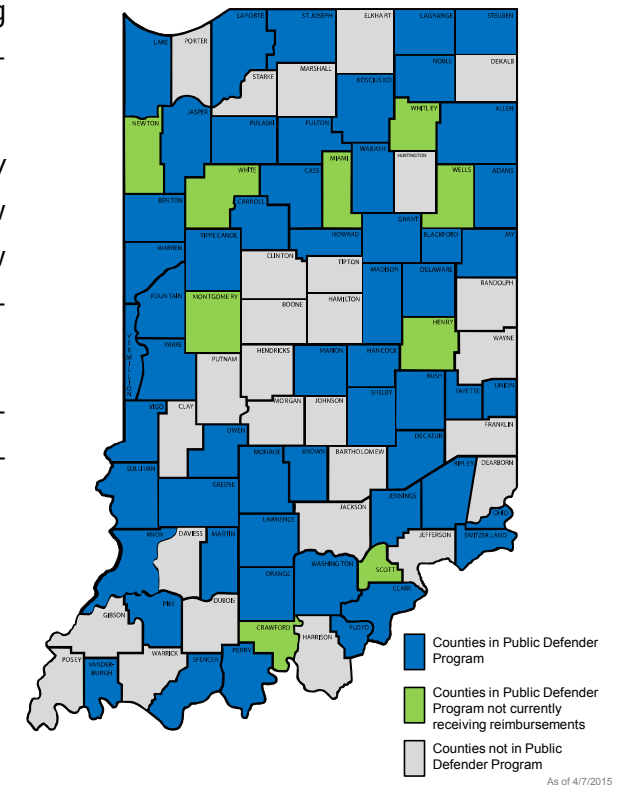 g
LAPORTE
ST. JOSEPH
ELKHART
LAGRANGE
STEUBEN
LAKE
PORTER
NOBLE
DEKALB
MARSHALL
STARKE
KOSCIUSKO
WHITLEY
ALLEN
JASPER
NEWTON
PULASKI
FULTON
WABASH
HUNTINGTON
MIAMI
y
WHITE
CASS
WELLS
ADAMS
BENTON
CARROLL
y
GRANT
TIPPECANOE
HOWARD
BLACKFORD
JAY
WARREN
y
CLINTON
TIPTON
MADISON
DELAWARE
RANDOLPH
FOUNTAIN
MONTGOMERY
HAMILTON
BOONE
HENRY
WAYNE
VERMILLION
PARKE
HENDRICKS
MARION
HANCOCK
PUTNAM
RUSH
UNION
FAYETTE
SHELBY
VIGO
CLAY
MORGAN
JOHNSON
FRANKLIN
OWEN
DECATUR
MONROE
BROWN
BARTHOLOMEW
RIPLEY
DEARBORN
SULLIVAN
GREENE
JENNINGS
JACKSON
OHIO
LAWRENCE
KNOX
DAVIESS
MARTIN
JEFFERSON
SWITZERLAND
WASHINGTON
SCOTT
ORANGE
CLARK
PIKE
DUBOIS
GIBSON
CRAWFORD
FLOYD
HARRISON
PERRY
WARRICK
POSEY
SPENCER
VANDER-
BURGH
Counties in Public Defender
Program
Counties in Public Defender
Program not currently
receiving reimbursements
Counties not in Public
Defender Program
As of 4/7/2015